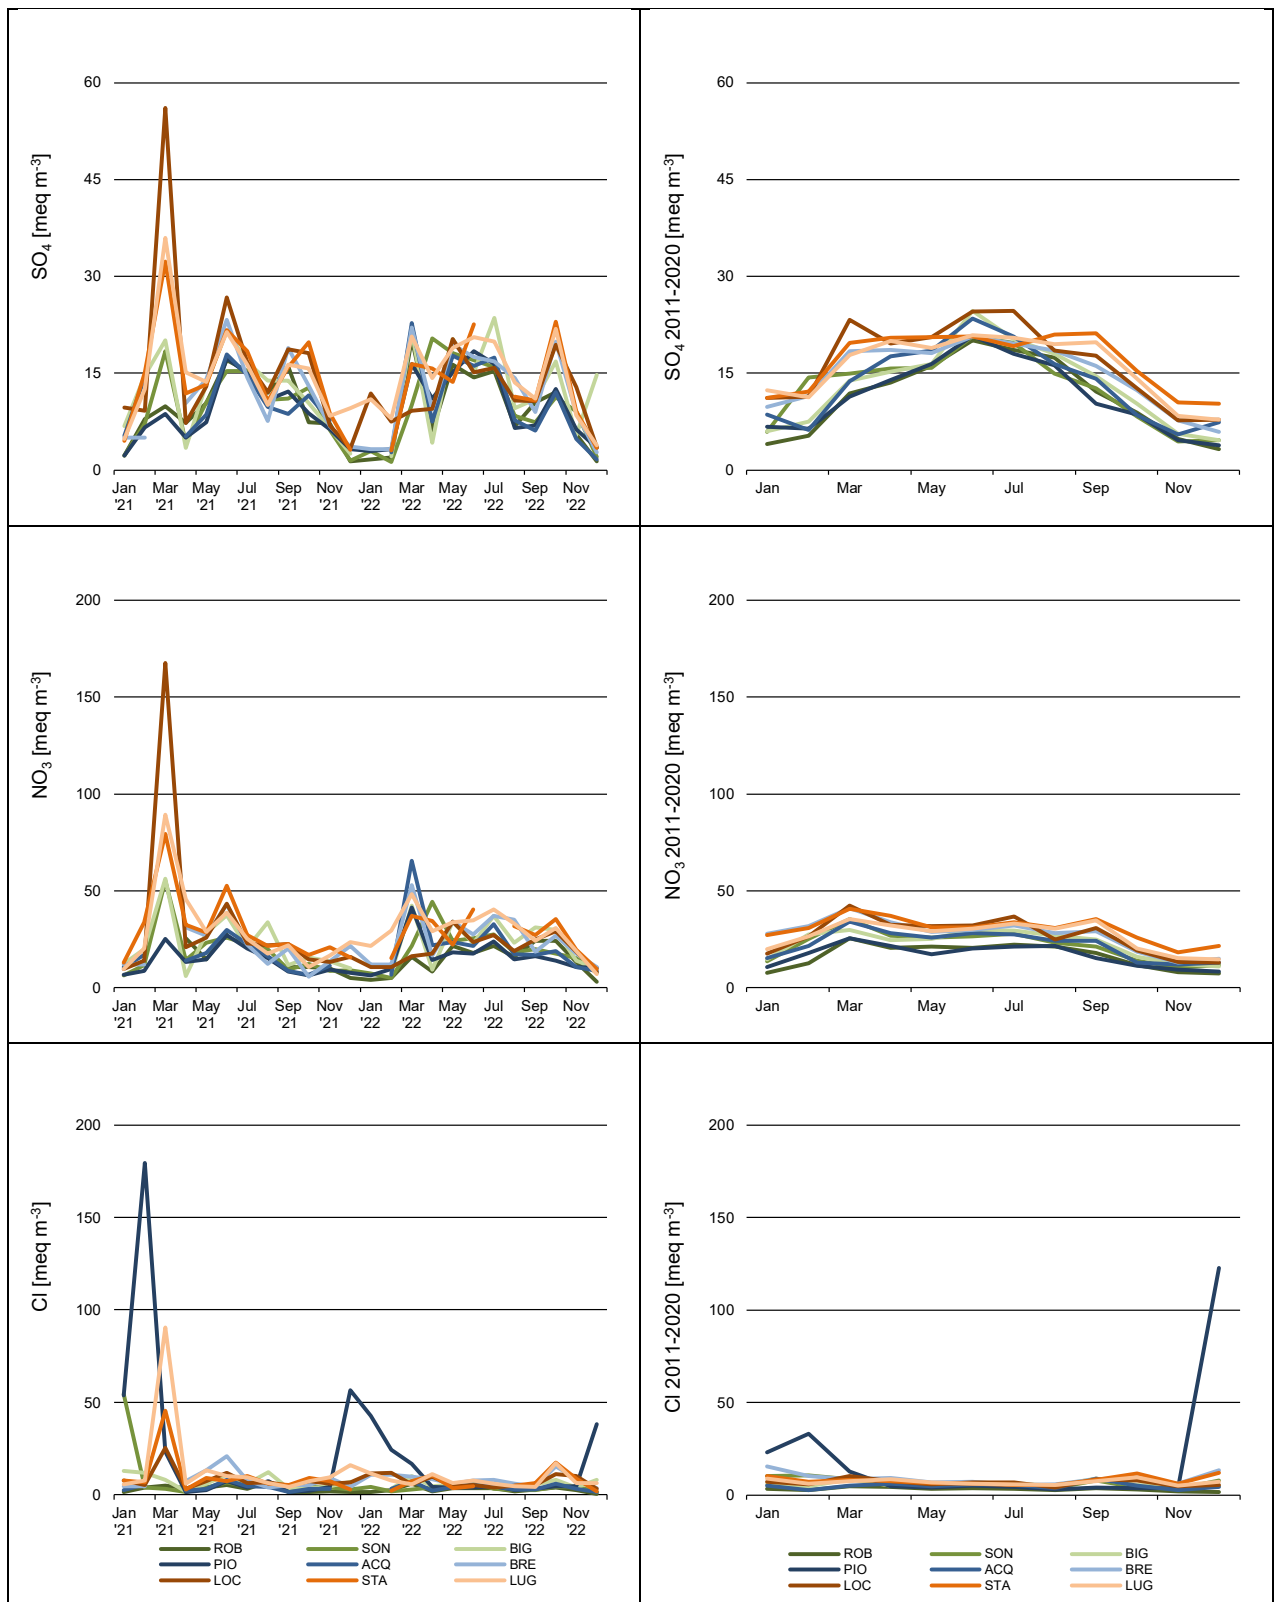 SO4 [meq m-3]
60
45
30
15
0
Jan Mar May Jul Sep Nov Jan Mar May Jul Sep Nov
'21 '21 '21 '21 '21 '21 '22 '22 '22 '22 '22 '22
SO4 2011-2020 [meq m-3]
60
45
30
15
0
Jan Mar May Jul Sep Nov
NO3 [meq m-3]
200
150
100
50
0
Jan Mar May Jul Sep Nov Jan Mar May Jul Sep Nov
'21 '21 '21 '21 '21 '21 '22 '22 '22 '22 '22 '22
NO3 2011-2020 [meq m-3]
200
150
100
50
0
Jan Mar May Jul Sep Nov
Cl [meq m-3]
200
150
100
50
0
Jan Mar May Jul Sep Nov Jan Mar May Jul Sep Nov
'21 '21 '21 '21 '21 '21 '22 '22 '22 '22 '22 '22
ROB SON BIG
PIO ACQ BRE
LOC STA LUG
Cl 2011-2020 [meq m-3]
200
150
100
50
0
Jan Mar May Jul Sep Nov
ROB SON BIG
PIO ACQ BRE
LOC STA LUG